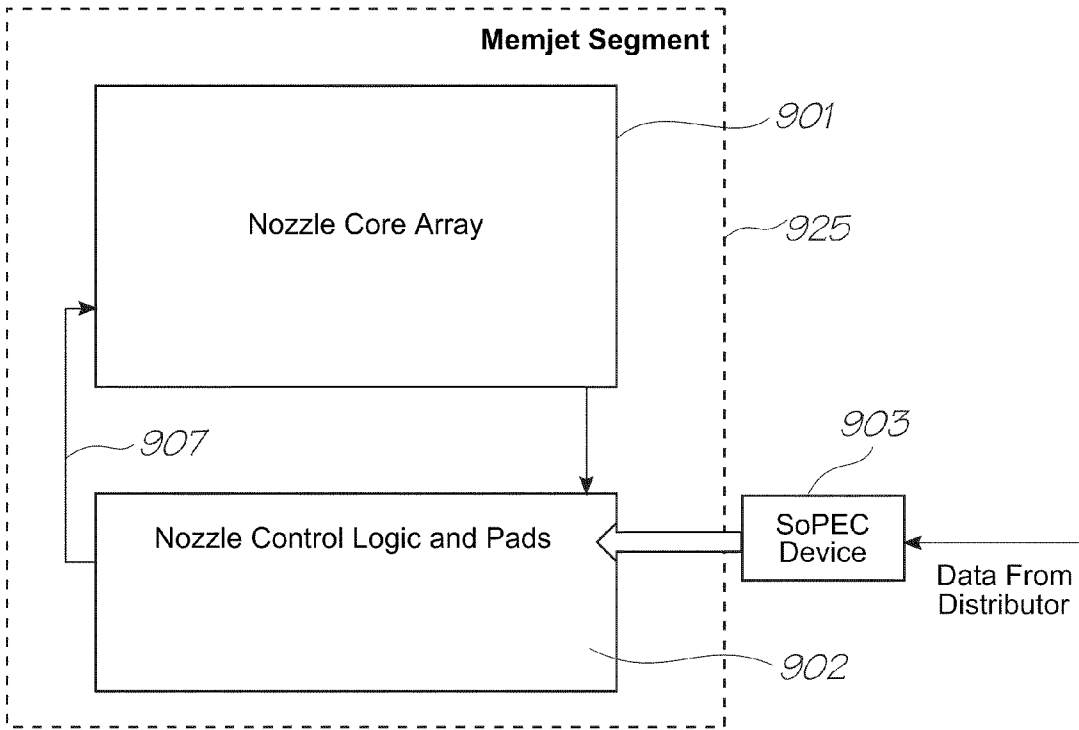 Memjet Segment
901
Nozzle Core Array
925
907
903
SoPEC
Device
Nozzle Control Logic and Pads
Data From
Distributor
902